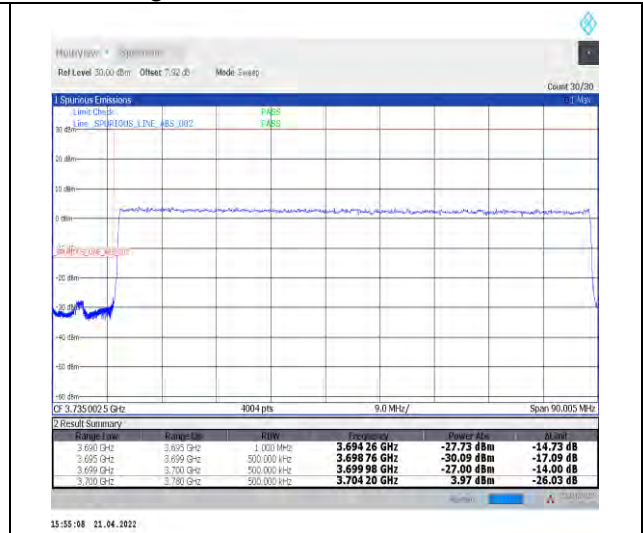 MultiView Spectrum
Ref Level 30.00 dBm Offset 7.92 dB Mode Sweep
Count 30/30
1 Spurious Emissions
Limit Check PASS
Line _SPURIOUS_LINE_ABS_002 PASS
30 dBm
20 dBm
10 dBm
0 dBm
-20 dBm
-30 dBm
-40 dBm
-50 dBm
-60 dBm
CF 3.735 002 5 GHz 4004 pts 9.0 MHz/ Span 90.005 MHz
2 Result Summary
Range Low Range Up RBW Frequency Power Abs ΔLimit
3.690 GHz 3.695 GHz 1.000 MHz 3.694 26 GHz -27.73 dBm -14.73 dB
3.695 GHz 3.699 GHz 500.000 kHz 3.698 76 GHz -30.09 dBm -17.09 dB
3.699 GHz 3.700 GHz 500.000 kHz 3.699 98 GHz -27.00 dBm -14.00 dB
3.700 GHz 3.780 GHz 500.000 kHz 3.704 20 GHz 3.97 dBm -26.03 dB
15:55:08 21.04.2022